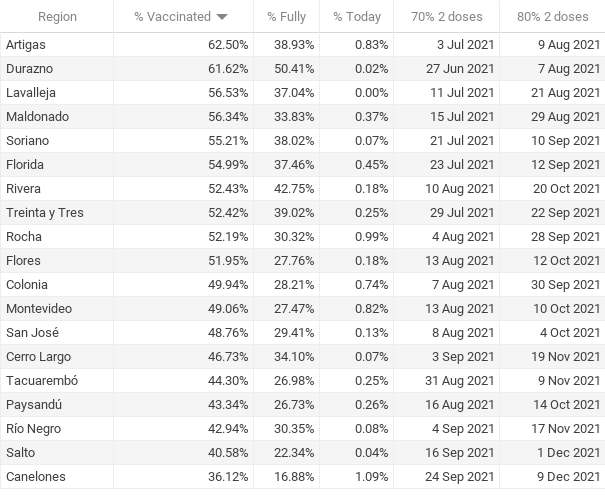 Region % Vaccinated % Fully % Today 70% 2 doses 80% 2 doses
Artigas 62.50% 38.93% 0.83% 3 Jul 2021 9 Aug 2021
Durazno 61.62% 50.41% 0.02% 27 Jun 2021 7 Aug 2021
Lavalleja 56.53% 37.04% 0.00% 11 Jul 2021 21 Aug 2021
Maldonado 56.34% 33.83% 0.37% 15 Jul 2021 29 Aug 2021
Soriano 55.21% 38.02% 0.07% 21 Jul 2021 10 Sep 2021
Florida 54.99% 37.46% 0.45% 23 Jul 2021 12 Sep 2021
Rivera 52.43% 42.75% 0.18% 10 Aug 2021 20 Oct 2021
Treinta y Tres 52.42% 39.02% 0.25% 29 Jul 2021 22 Sep 2021
Rocha 52.19% 30.32% 0.99% 4 Aug 2021 28 Sep 2021
Flores 51.95% 27.76% 0.18% 13 Aug 2021 12 Oct 2021
Colonia 49.94% 28.21% 0.74% 7 Aug 2021 30 Sep 2021
Montevideo 49.06% 27.47% 0.82% 13 Aug 2021 10 Oct 2021
San José 48.76% 29.41% 0.13% 8 Aug 2021 4 Oct 2021
Cerro Largo 46.73% 34.10% 0.07% 3 Sep 2021 19 Nov 2021
Tacuarembó 44.30% 26.98% 0.25% 31 Aug 2021 9 Nov 2021
Paysandú 43.34% 26.73% 0.26% 16 Aug 2021 14 Oct 2021
Río Negro 42.94% 30.35% 0.08% 4 Sep 2021 17 Nov 2021
Salto 40.58% 22.34% 0.04% 16 Sep 2021 1 Dec 2021
Canelones 36.12% 16.88% 1.09% 24 Sep 2021 9 Dec 2021